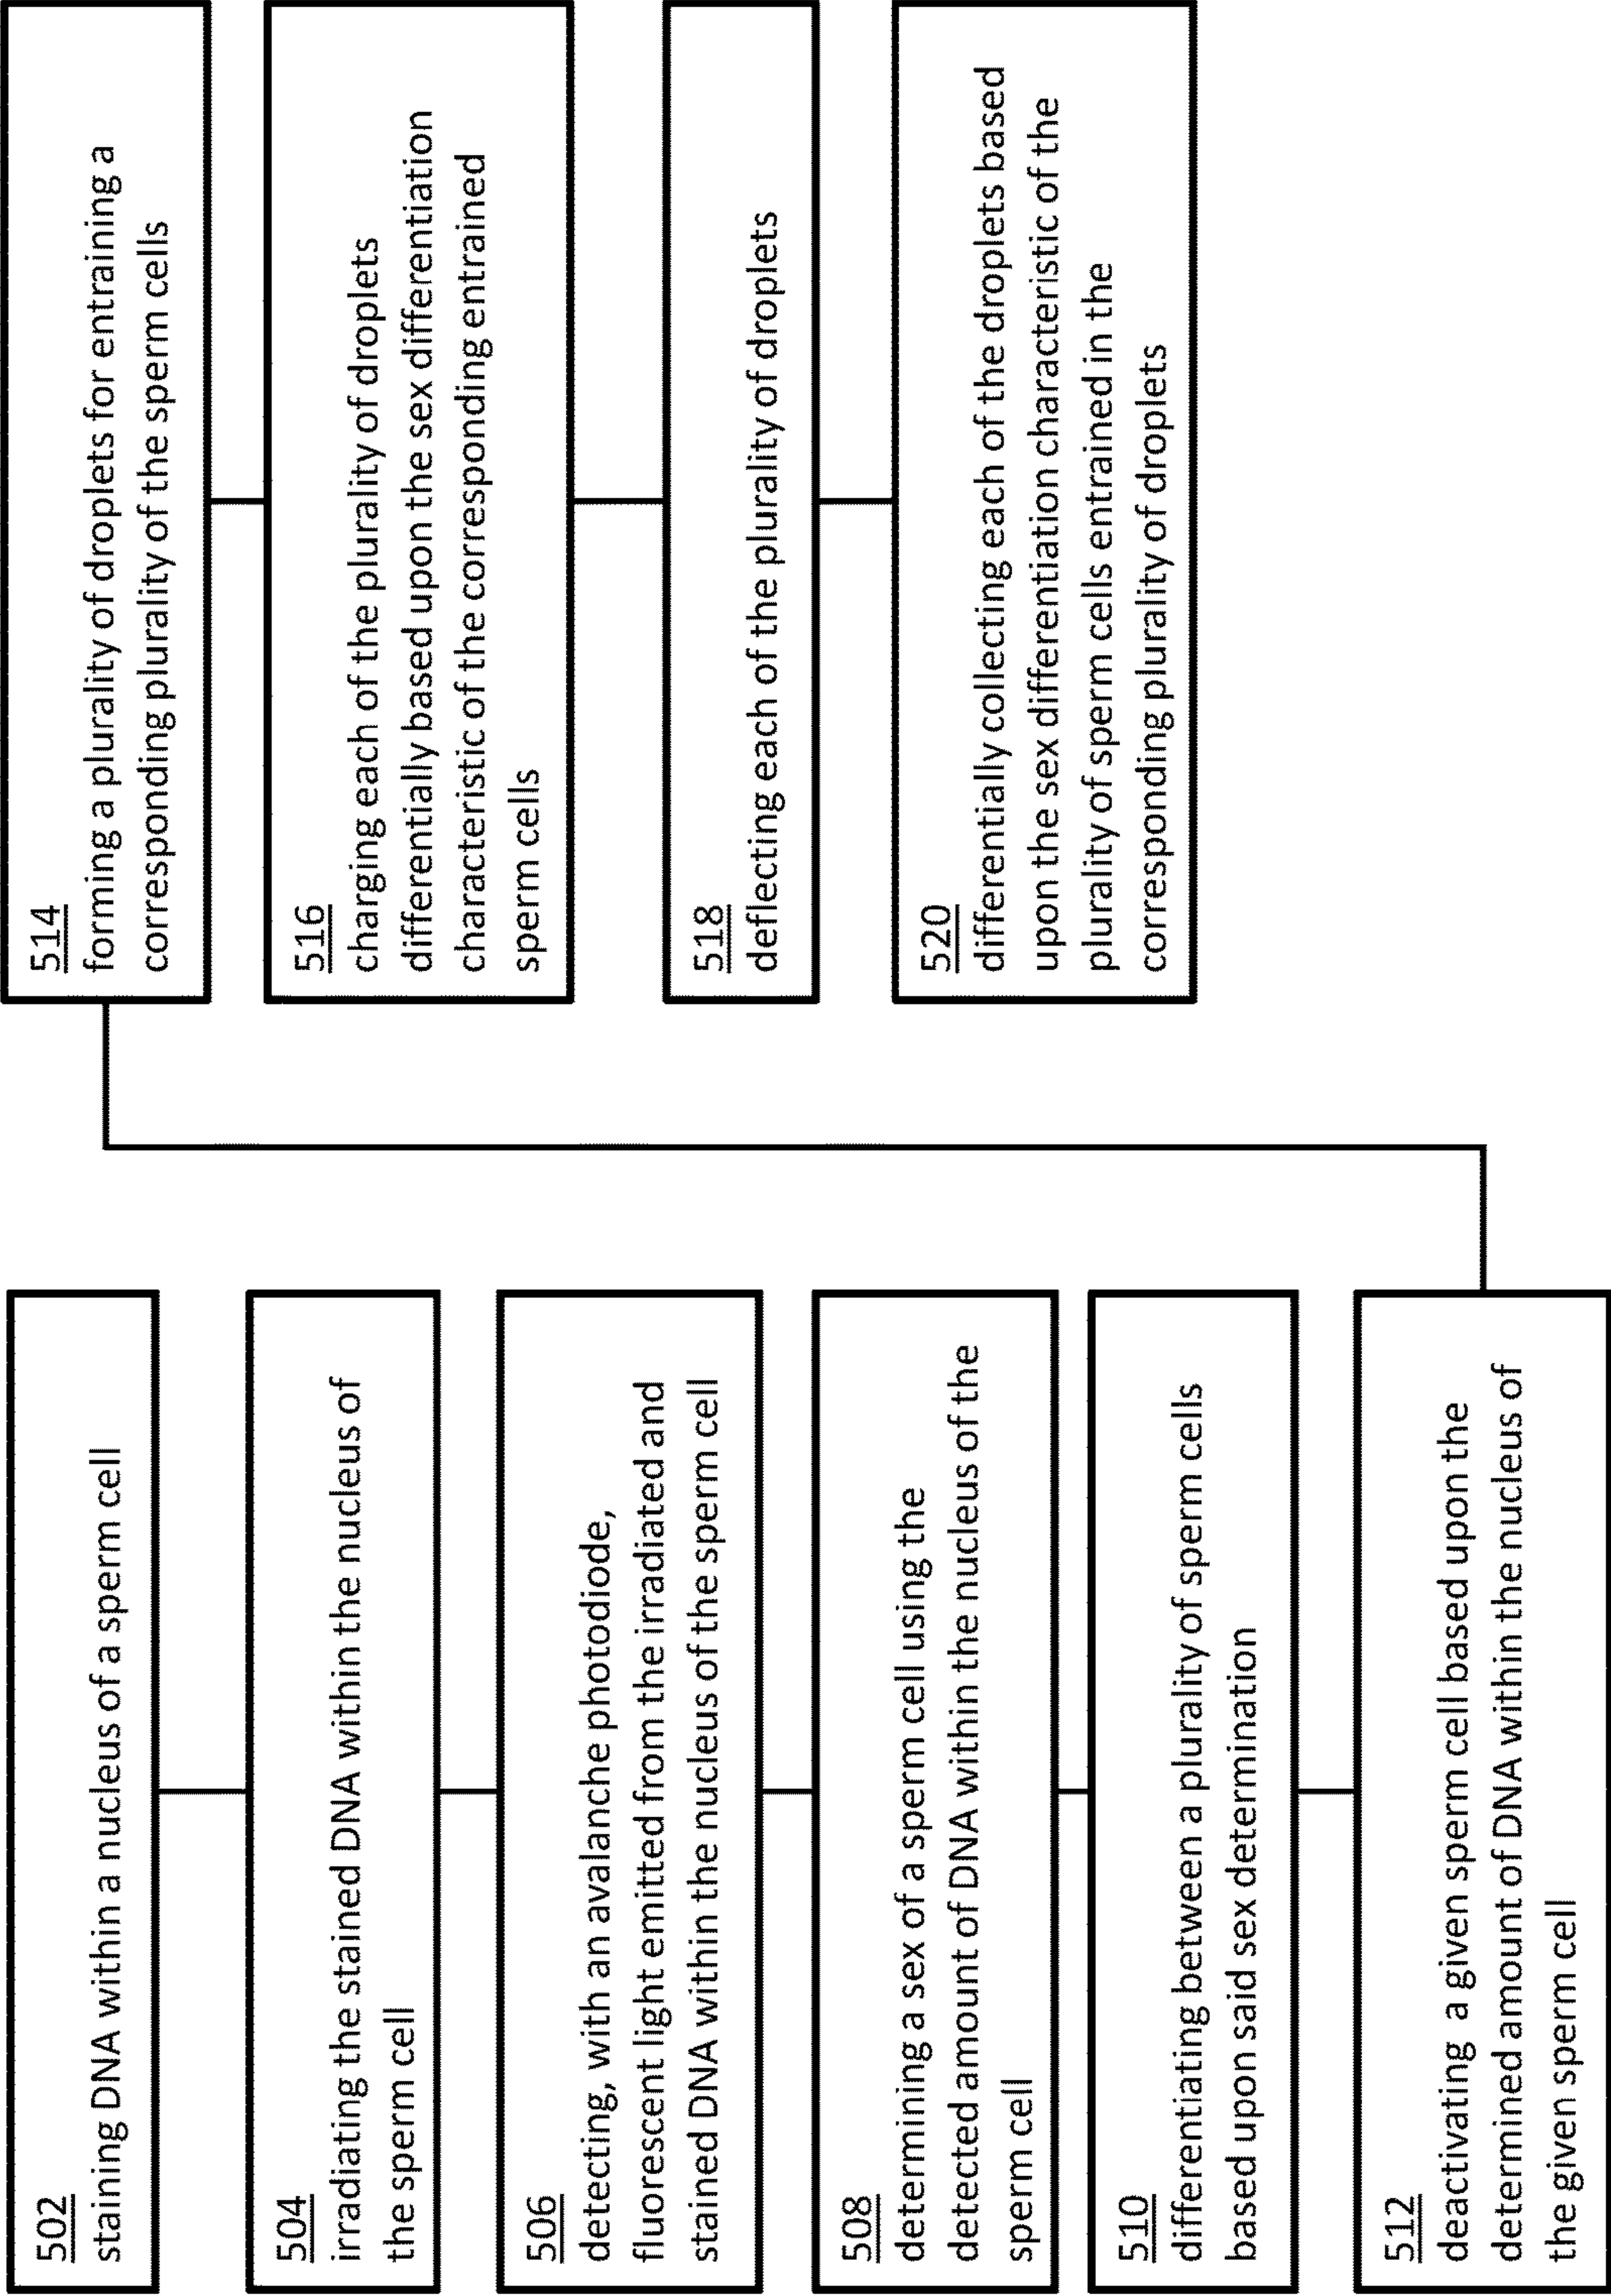 502
staining DNA within a nucleus of a sperm cell
504
irradiating the stained DNA within the nucleus of
the sperm cell
506
detecting, with an avalanche photodiode,
fluorescent light emitted from the irradiated and
stained DNA within the nucleus of the sperm cell
508
determining a sex of a sperm cell using the
detected amount of DNA within the nucleus of the
sperm cell
510
differentiating between a plurality of sperm cells
based upon said sex determination
512
deactivating a given sperm cell based upon the
determined amount of DNA within the nucleus of
the given sperm cell
514
forming a plurality of droplets for entraining a
corresponding plurality of the sperm cells
516
charging each of the plurality of droplets
differentially based upon the sex differentiation
characteristic of the corresponding entrained
sperm cells
518
deflecting each of the plurality of droplets
520
differentially collecting each of the droplets based
upon the sex differentiation characteristic of the
plurality of sperm cells entrained in the
corresponding plurality of droplets